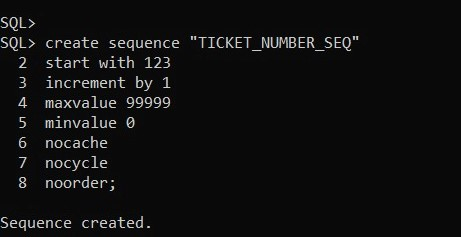 SQL>
SQL> create sequence "TICKET_NUMBER_SEQ"
  2  start with 123
  3  increment by 1
  4  maxvalue 99999
  5  minvalue 0
  6  nocache
  7  nocycle
  8  noorder;
Sequence created.